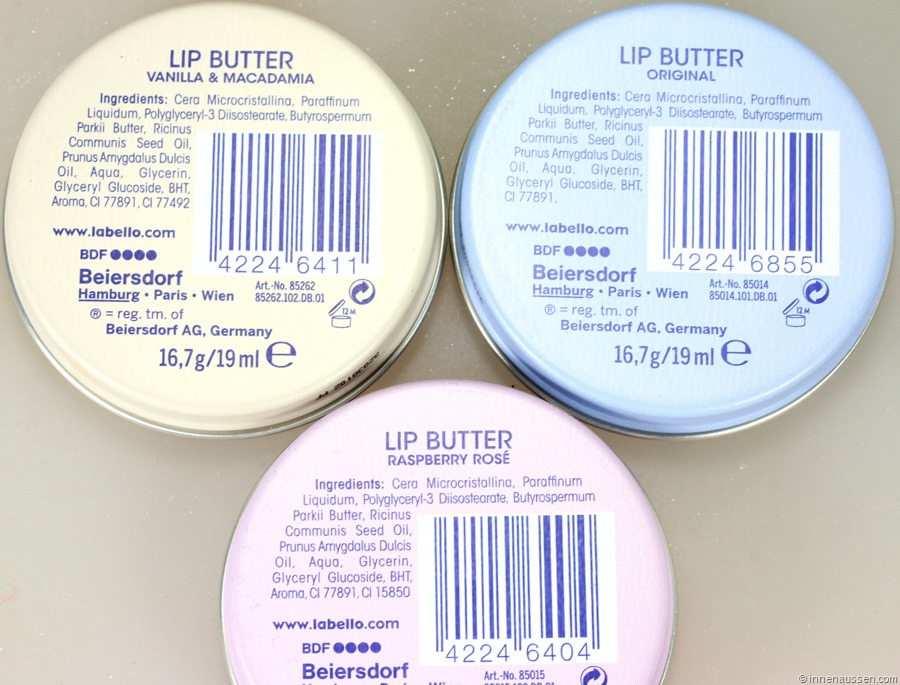 LIP BUTTER
VANILLA & MACADAMIA
Ingredients: Cera Microcristallina, Paraffinum
Liquidum, Polyglyceryl-3 Diisostearate, Butyrospermum
Parkii Butter, Ricinus
Communis Seed Oil,
Prunus Amygdalus Dulcis
Oil, Aqua, Glycerin,
Glyceryl Glucoside, BHT,
Aroma, CI 77891, CI 77492
www.labello.com
BDF
4224 6411
Beiersdorf
Hamburg • Paris • Wien
Art.-No. 85262
85262.102.DB.01
® = reg. tm. of
Beiersdorf AG, Germany
12 M
16,7g/19 ml e
LIP BUTTER
ORIGINAL
Ingredients: Cera Microcristallina, Paraffinum
Liquidum, Polyglyceryl-3 Diisostearate, Butyrospermum
Parkii Butter, Ricinus
Communis Seed Oil,
Prunus Amygdalus Dulcis
Oil, Aqua, Glycerin,
Glyceryl Glucoside, BHT,
CI 77891.
www.labello.com
BDF
4224 6855
Beiersdorf
Hamburg • Paris • Wien
Art.-No. 85014
85014.101.DB.01
® = reg. tm. of
Beiersdorf AG, Germany
12 M
16,7g/19 ml e
LIP BUTTER
RASPBERRY ROSÉ
Ingredients: Cera Microcristallina, Paraffinum
Liquidum, Polyglyceryl-3 Diisostearate, Butyrospermum
Parkii Butter, Ricinus
Communis Seed Oil,
Prunus Amygdalus Dulcis
Oil, Aqua, Glycerin,
Glyceryl Glucoside, BHT,
Aroma, CI 77891, CI 15850
www.labello.com
BDF
4224 6404
Beiersdorf
Art.-No. 85015
© innenaussen.com